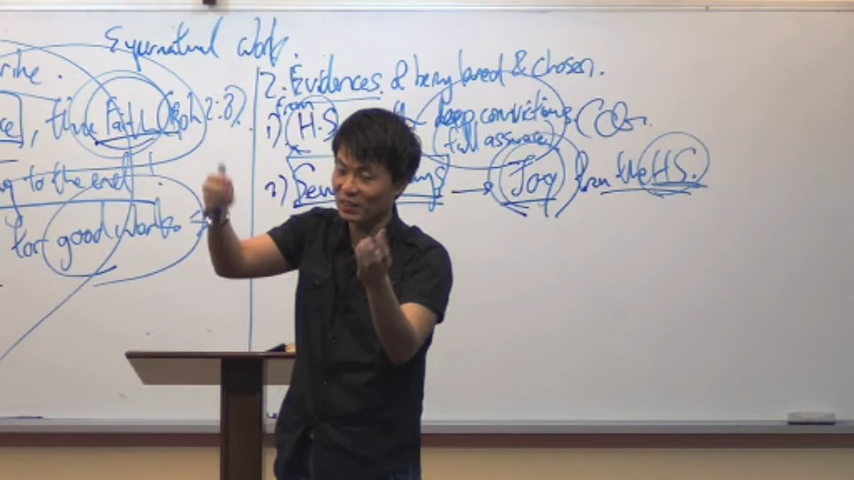 Supernatural work.
thru Faith (Eph 2:8).
to the end!
for good works
2. Evidences of being loved & chosen.
from
1) H.S deep convictions
full assurance
2) → Joy from the HS.